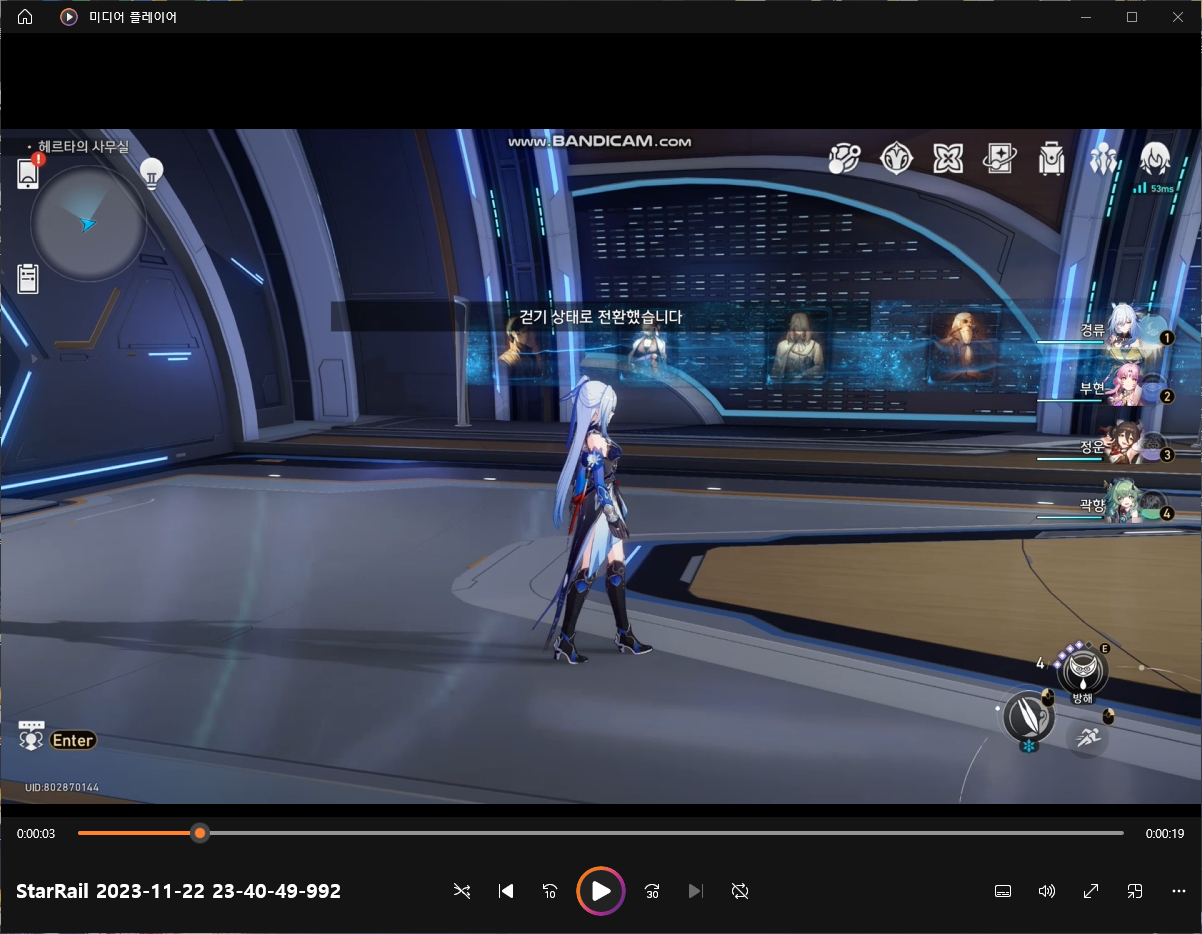 미디어 플레이어
• 헤르타의 사무실
www.BANDICAM.com
53ms
걷기 상태로 전환했습니다
경류
1
부현
2
정운
3
곽향
4
E
4
방해
Enter
UID:802870144
0:00:03
0:00:19
StarRail 2023-11-22 23-40-49-992
10
30